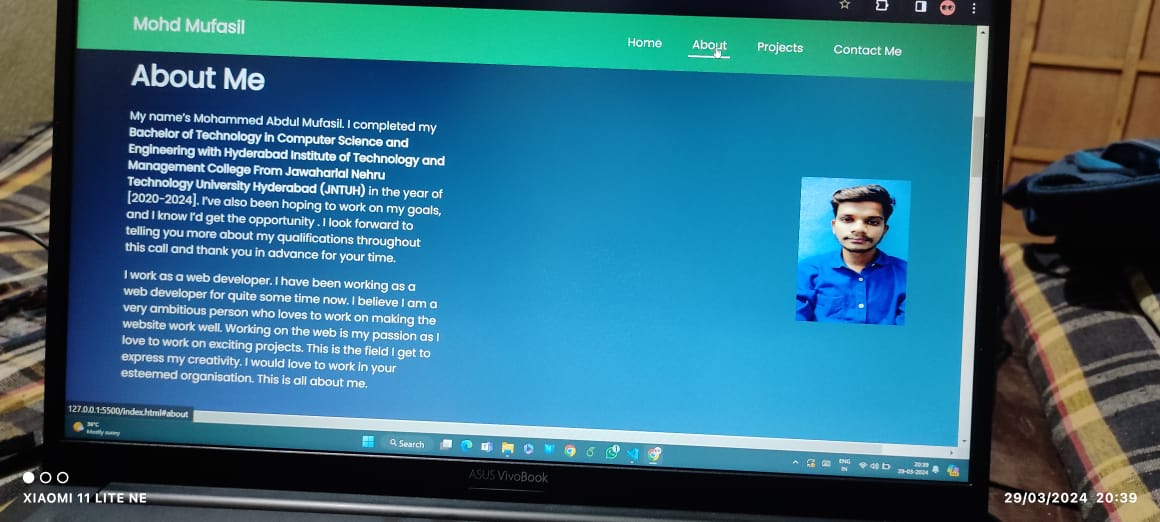 Mohd Mufasil
Home
About
Projects
Contact Me
About Me
My name's Mohammed Abdul Mufasil. I completed my
Bachelor of Technology in Computer Science and
Engineering with Hyderabad Institute of Technology and
Management College From Jawaharlal Nehru
Technology University Hyderabad (JNTUH) in the year of
[2020-2024]. I've also been hoping to work on my goals,
and I know I'd get the opportunity . I look forward to
telling you more about my qualifications throughout
this call and thank you in advance for your time.
I work as a web developer. I have been working as a
web developer for quite some time now. I believe I am a
very ambitious person who loves to work on making the
website work well. Working on the web is my passion as I
love to work on exciting projects. This is the field I get to
express my creativity. I would love to work in your
esteemed organisation. This is all about me.
127.0.0.1:5500/index.html#about
Mostly sunny
Search
ENG
IN
20:39
29-03-2024
ASUS VivoBook
XIAOMI 11 LITE NE
29/03/2024 20:39